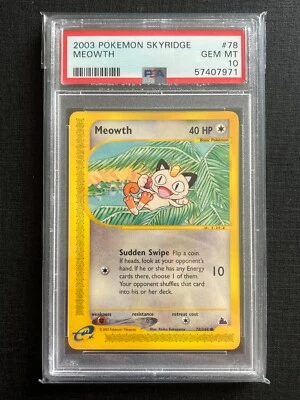 2003 POKEMON SKYRIDGE #78
MEOWTH GEM MT
PSA 10
57407971
Meowth 40 HP
Basic Pokémon
Sudden Swipe Flip a coin.
If heads, look at your opponent's
hand. If he or she has any Energy
cards there, choose 1 of them.
Your opponent shuffles that card
into his or her deck.
10
weakness resistance retreat cost
e